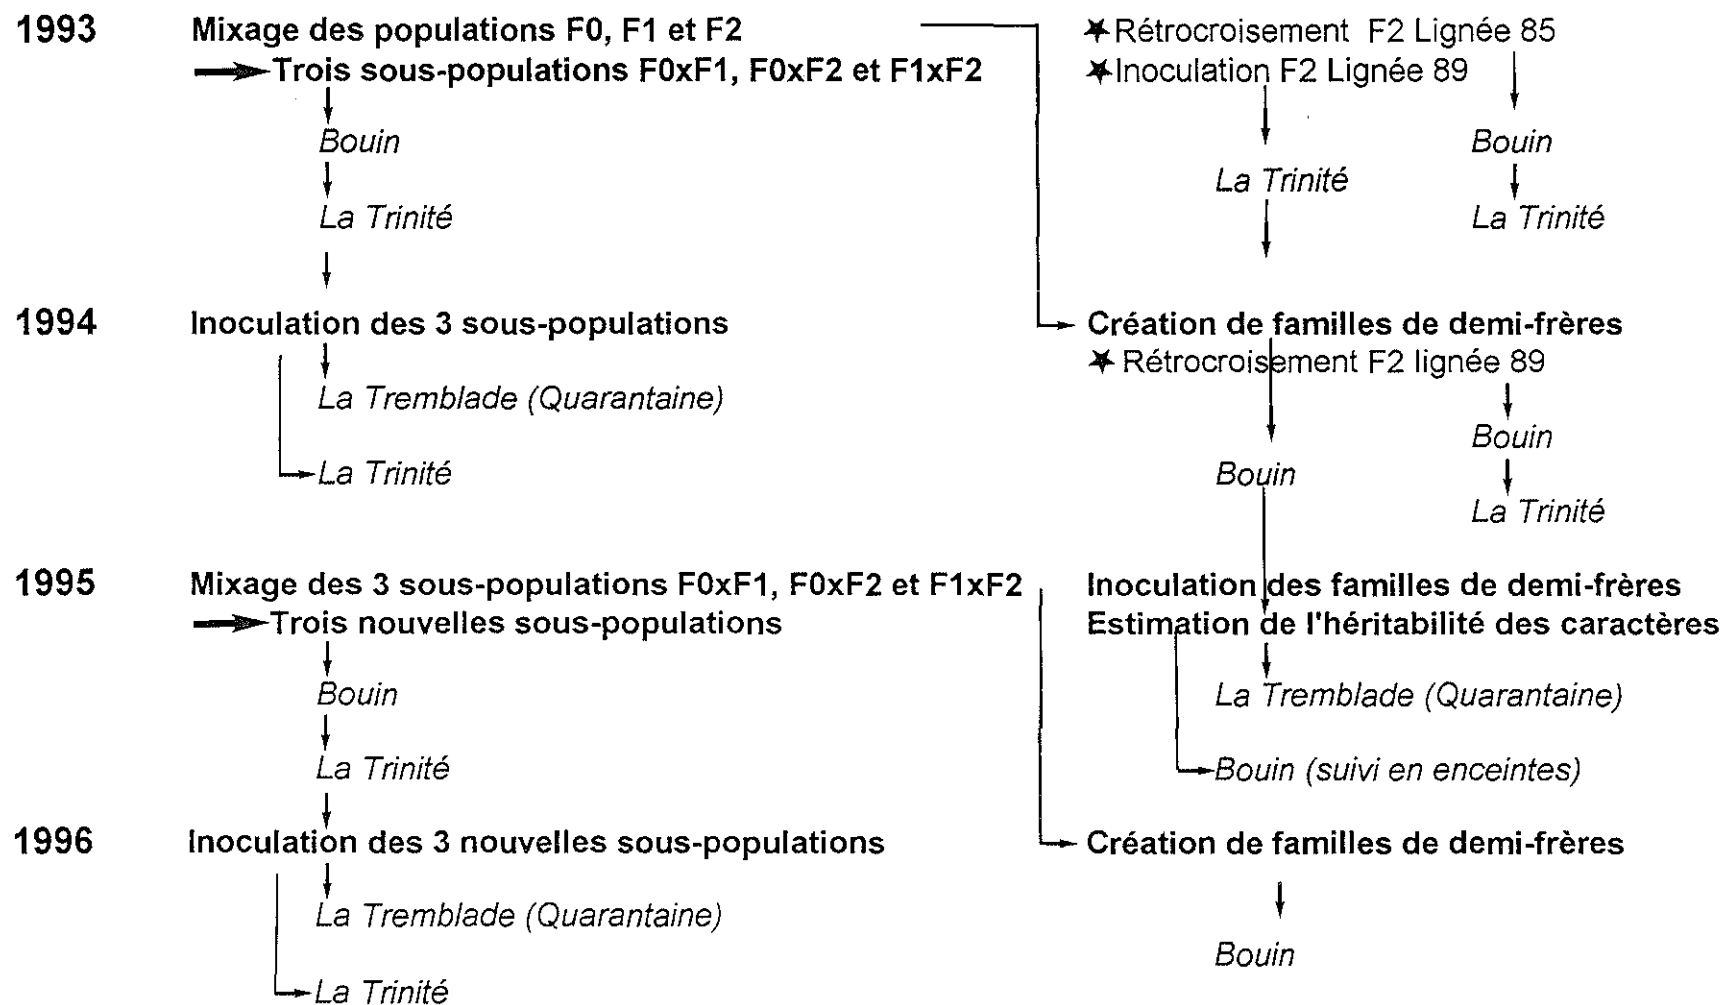 1993 Mixage des populations F0, F1 et F2
Trois sous-populations F0xF1, F0xF2 et F1xF2
Bouin
La Trinité
★Rétrocroisement F2 Lignée 85
★Inoculation F2 Lignée 89
Bouin
La Trinité
La Trinité
1994 Inoculation des 3 sous-populations
La Tremblade (Quarantaine)
La Trinité
Création de familles de demi-frères
★Rétrocroisement F2 lignée 89
Bouin
Bouin
La Trinité
1995 Mixage des 3 sous-populations F0xF1, F0xF2 et F1xF2
Trois nouvelles sous-populations
Bouin
La Trinité
Inoculation des familles de demi-frères
Estimation de l'héritabilité des caractères
La Tremblade (Quarantaine)
Bouin (suivi en enceintes)
1996 Inoculation des 3 nouvelles sous-populations
La Tremblade (Quarantaine)
La Trinité
Création de familles de demi-frères
Bouin